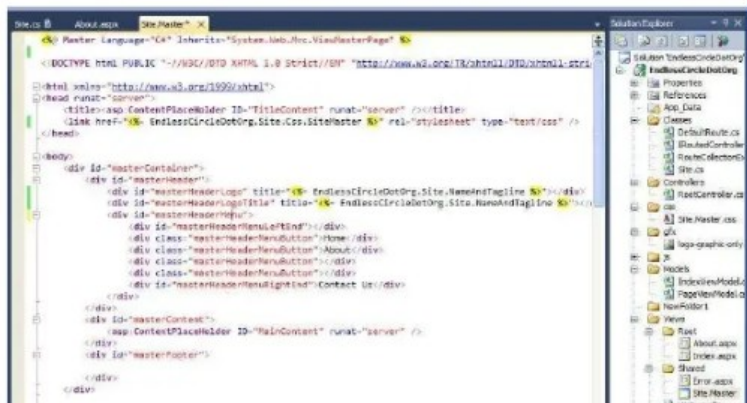 Site.cs About.aspx Site.Master* ×
<%@ Master Language="C#" Inherits="System.Web.Mvc.ViewMasterPage" %>
<!DOCTYPE html PUBLIC "-//W3C//DTD XHTML 1.0 Strict//EN" "http://www.w3.org/TR/xhtml1/DTD/xhtml1-stri
<html xmlns="http://www.w3.org/1999/xhtml">
<head runat="server">
<title><asp:ContentPlaceHolder ID="TitleContent" runat="server" /></title>
<link href="<%= EndlessCircleDotOrg.Site.Css.SiteMaster %>" rel="stylesheet" type="text/css" />
</head>
<body>
<div id="masterContainer">
<div id="masterHeader">
<div id="masterHeaderLogo" title="<%= EndlessCircleDotOrg.Site.NameAndTagline %>"></div>
<div id="masterHeaderLogoTitle" title="<%= EndlessCircleDotOrg.Site.NameAndTagline %>"></
<div id="masterHeaderMenu">
<div id="masterHeaderMenuLeftEnd"></div>
<div class="masterHeaderMenuButton">Home</div>
<div class="masterHeaderMenuButton">About</div>
<div class="masterHeaderMenuButton"></div>
<div class="masterHeaderMenuButton"></div>
<div id="masterHeaderMenuRightEnd">Contact Us</div>
</div>
</div>
<div id="masterContent">
<asp:ContentPlaceHolder ID="MainContent" runat="server" />
</div>
<div id="masterFooter">
</div>
</div>
Solution Explorer
Solution 'EndlessCircleDotOrg'
EndlessCircleDotOrg
Properties
References
App_Data
Classes
DefaultRoute.cs
IRoutedController
RouteCollectionEx
Site.cs
Controllers
RootController.cs
css
Site.Master.css
gfx
logo-graphic-only
js
Models
IndexViewModel.c
PageViewModel.cs
NewFolder1
Views
Root
About.aspx
Index.aspx
Shared
Error.aspx
Site.Master